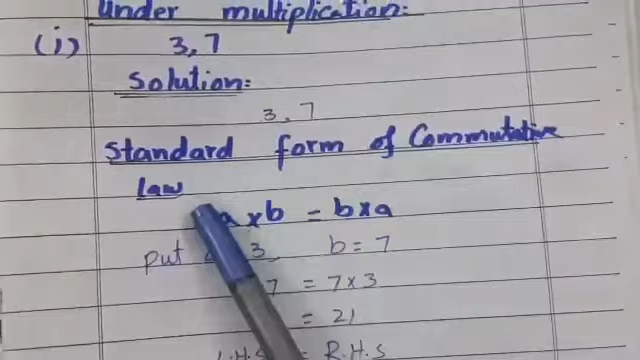 under multiplication:
(i) 3,7
Solution:
3,7
Standard form of Commutative
law
a×b = b×a
put 3, b=7
7 = 7×3
= 21
L.H.S = R.H.S